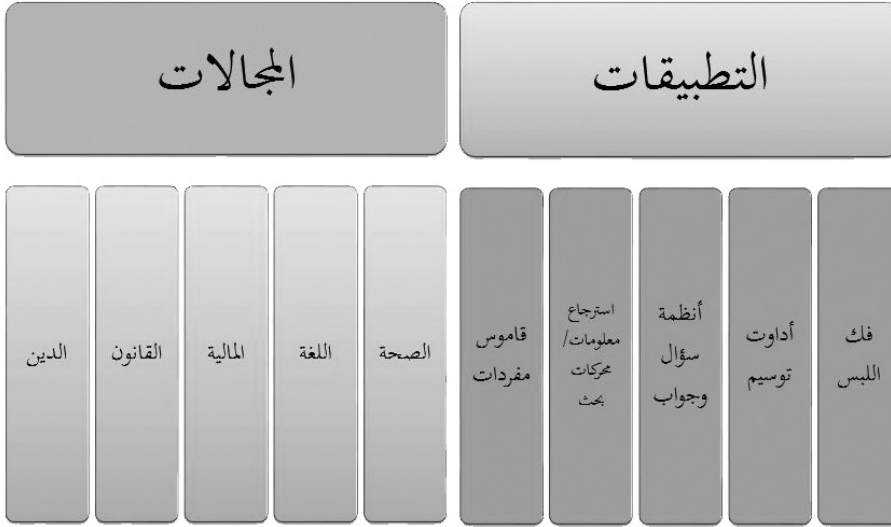 التطبيقات
المجالات
فك
اللبس
أداوت
توسيم
أنظمة
سؤال
وجواب
استرجاع
معلومات/
محركات
بحث
قاموس
مفردات
الصحة
اللغة
المالية
القانون
الدين